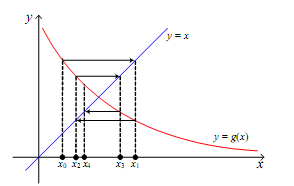 y
y = x
y = g(x)
x₀ x₂ x₄ x₃ x₁ x